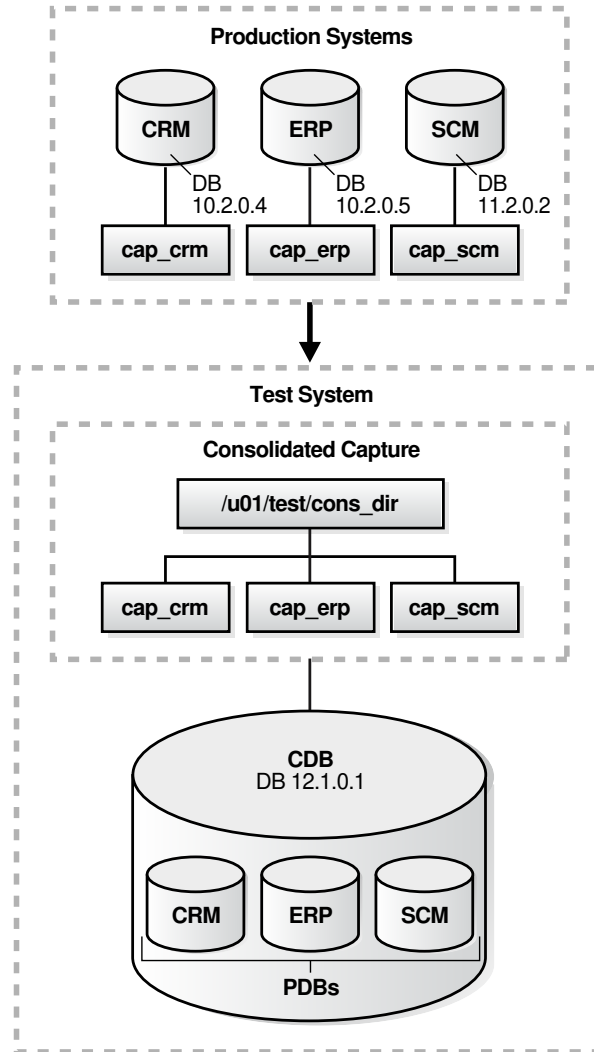 Production Systems
CRM
ERP
SCM
DB
10.2.0.4
DB
10.2.0.5
DB
11.2.0.2
cap_crm
cap_erp
cap_scm
Test System
Consolidated Capture
/u01/test/cons_dir
cap_crm
cap_erp
cap_scm
CDB
DB 12.1.0.1
CRM
ERP
SCM
PDBs